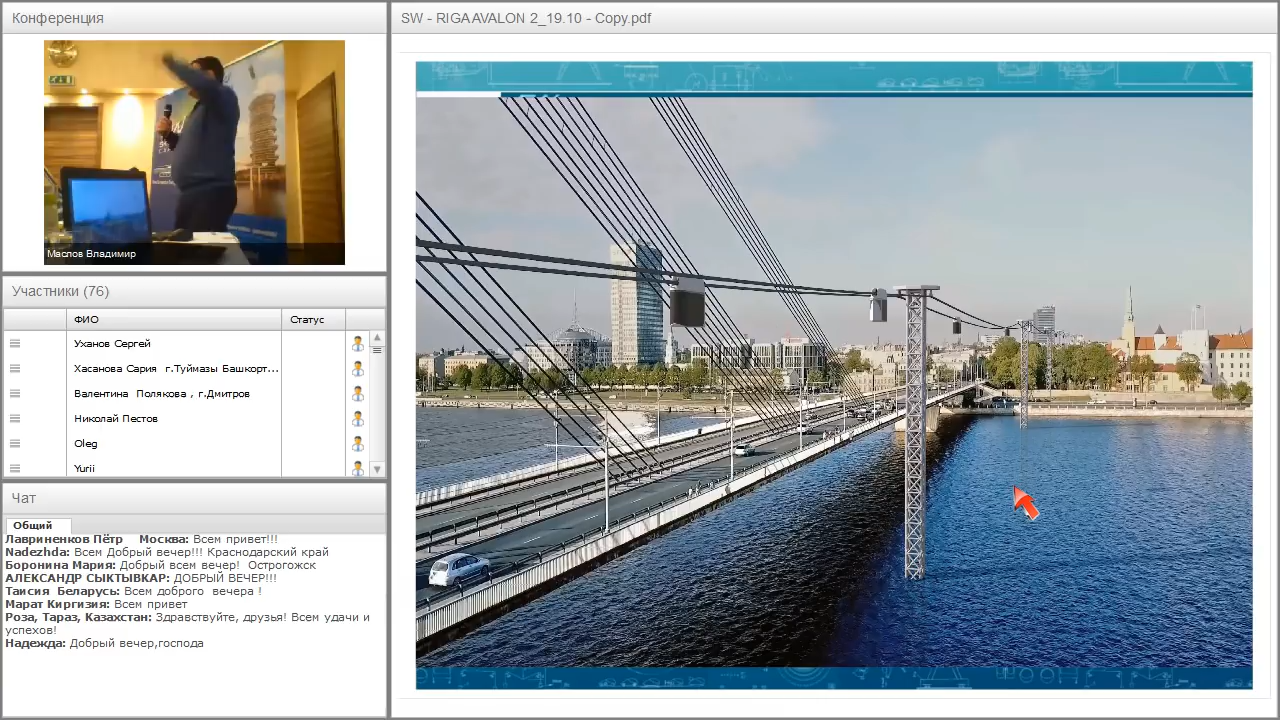 Конференция
SW - RIGAAVALON 2_19.10 - Copy.pdf
Маслов Владимир
Участники (76)
ФИО
Статус
Уханов Сергей
Хасанова Сария г.Туймазы Башкорт...
Валентина Полякова , г.Дмитров
Николай Пестов
Oleg
Yurii
Чат
Общий
Лавриненков Пётр Москва: Всем привет!!!
Nadezhda: Всем Добрый вечер!!! Краснодарский край
Боронина Мария: Добрый всем вечер! Острогожск
АЛЕКСАНДР СЫКТЫВКАР: ДОБРЫЙ ВЕЧЕР!!!
Таисия Беларусь: Всем доброго вечера !
Марат Киргизия: Всем привет
Роза, Тараз, Казахстан: Здравствуйте, друзья! Всем удачи и
успехов!
Надежда: Добрый вечер,господа